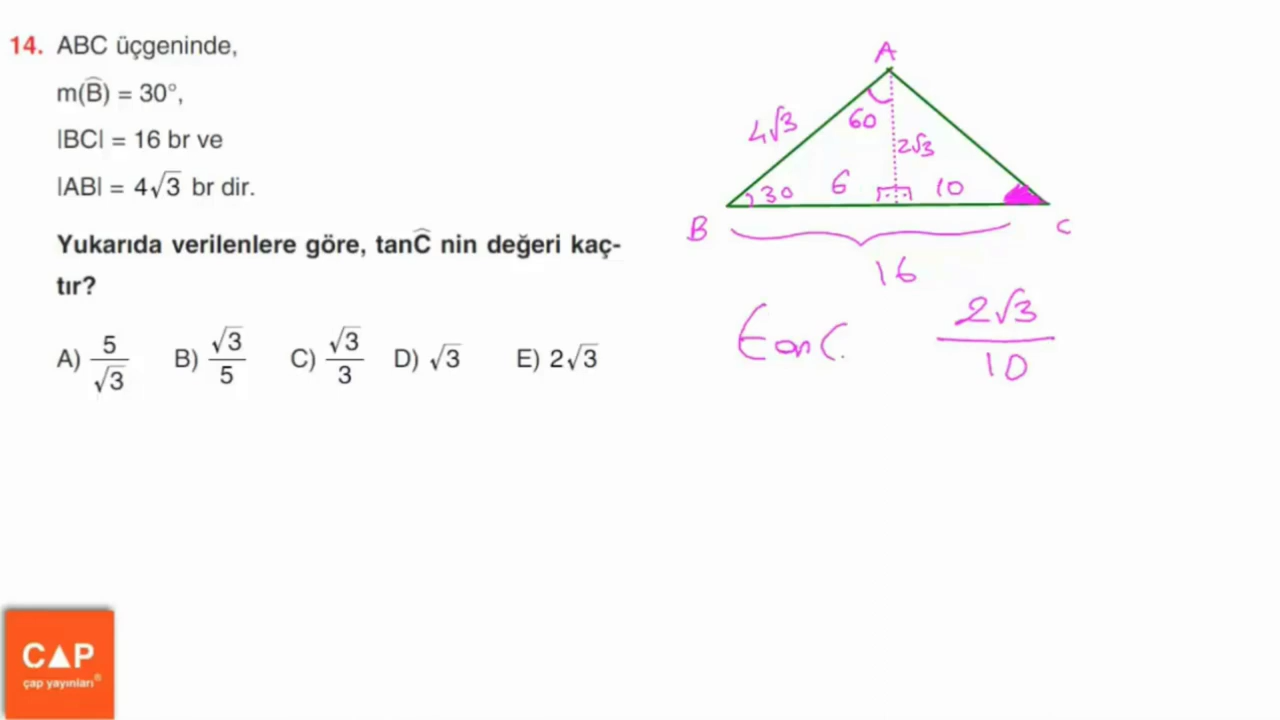 14. ABC üçgeninde,
m(B̂) = 30°,
|BC| = 16 br ve
|AB| = 4√3 br dir.
Yukarıda verilenlere göre, tanĈ nin değeri kaç-
tır?
A) 5/√3 B) √3/5 C) √3/3 D) √3 E) 2√3
A
4√3
60
2√3
30 6 10
B C
16
tanC 2√3/10
ÇAP
çap yayınları®